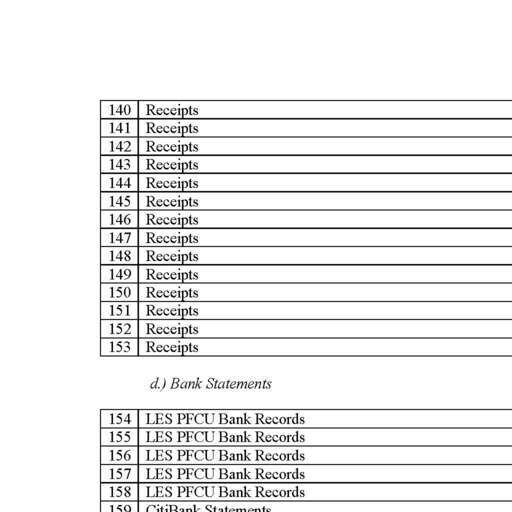 140 Receipts
141 Receipts
142 Receipts
143 Receipts
144 Receipts
145 Receipts
146 Receipts
147 Receipts
148 Receipts
149 Receipts
150 Receipts
151 Receipts
152 Receipts
153 Receipts
d.) Bank Statements
154 LES PFCU Bank Records
155 LES PFCU Bank Records
156 LES PFCU Bank Records
157 LES PFCU Bank Records
158 LES PFCU Bank Records
159 CitiBank Statements